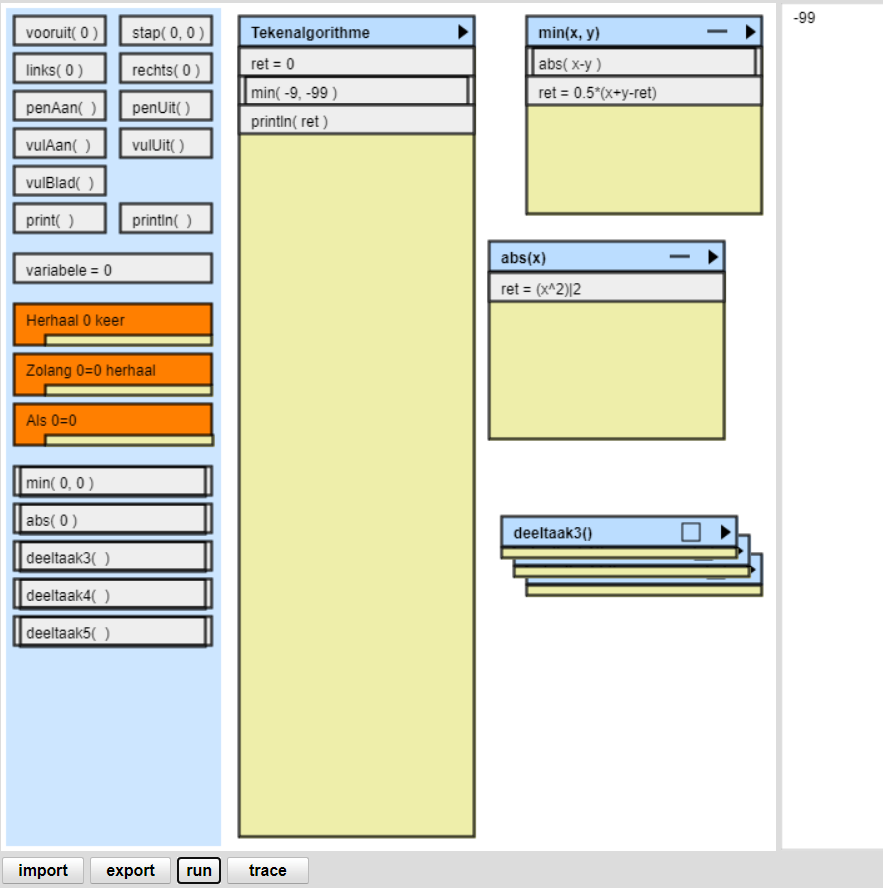 vooruit( 0 )
stap( 0, 0 )
links( 0 )
rechts( 0 )
penAan(  )
penUit( )
vulAan(  )
vulUit( )
vulBlad(  )
print(  )
println(  )
variabele = 0
Herhaal 0 keer
Zolang 0=0 herhaal
Als 0=0
min( 0, 0 )
abs( 0 )
deeltaak3(  )
deeltaak4(  )
deeltaak5(  )
Tekenalgorithme
ret = 0
min( -9, -99 )
println( ret )
min(x, y)
abs( x-y )
ret = 0.5*(x+y-ret)
abs(x)
ret = (x^2)|2
deeltaak3()
-99
import
export
run
trace